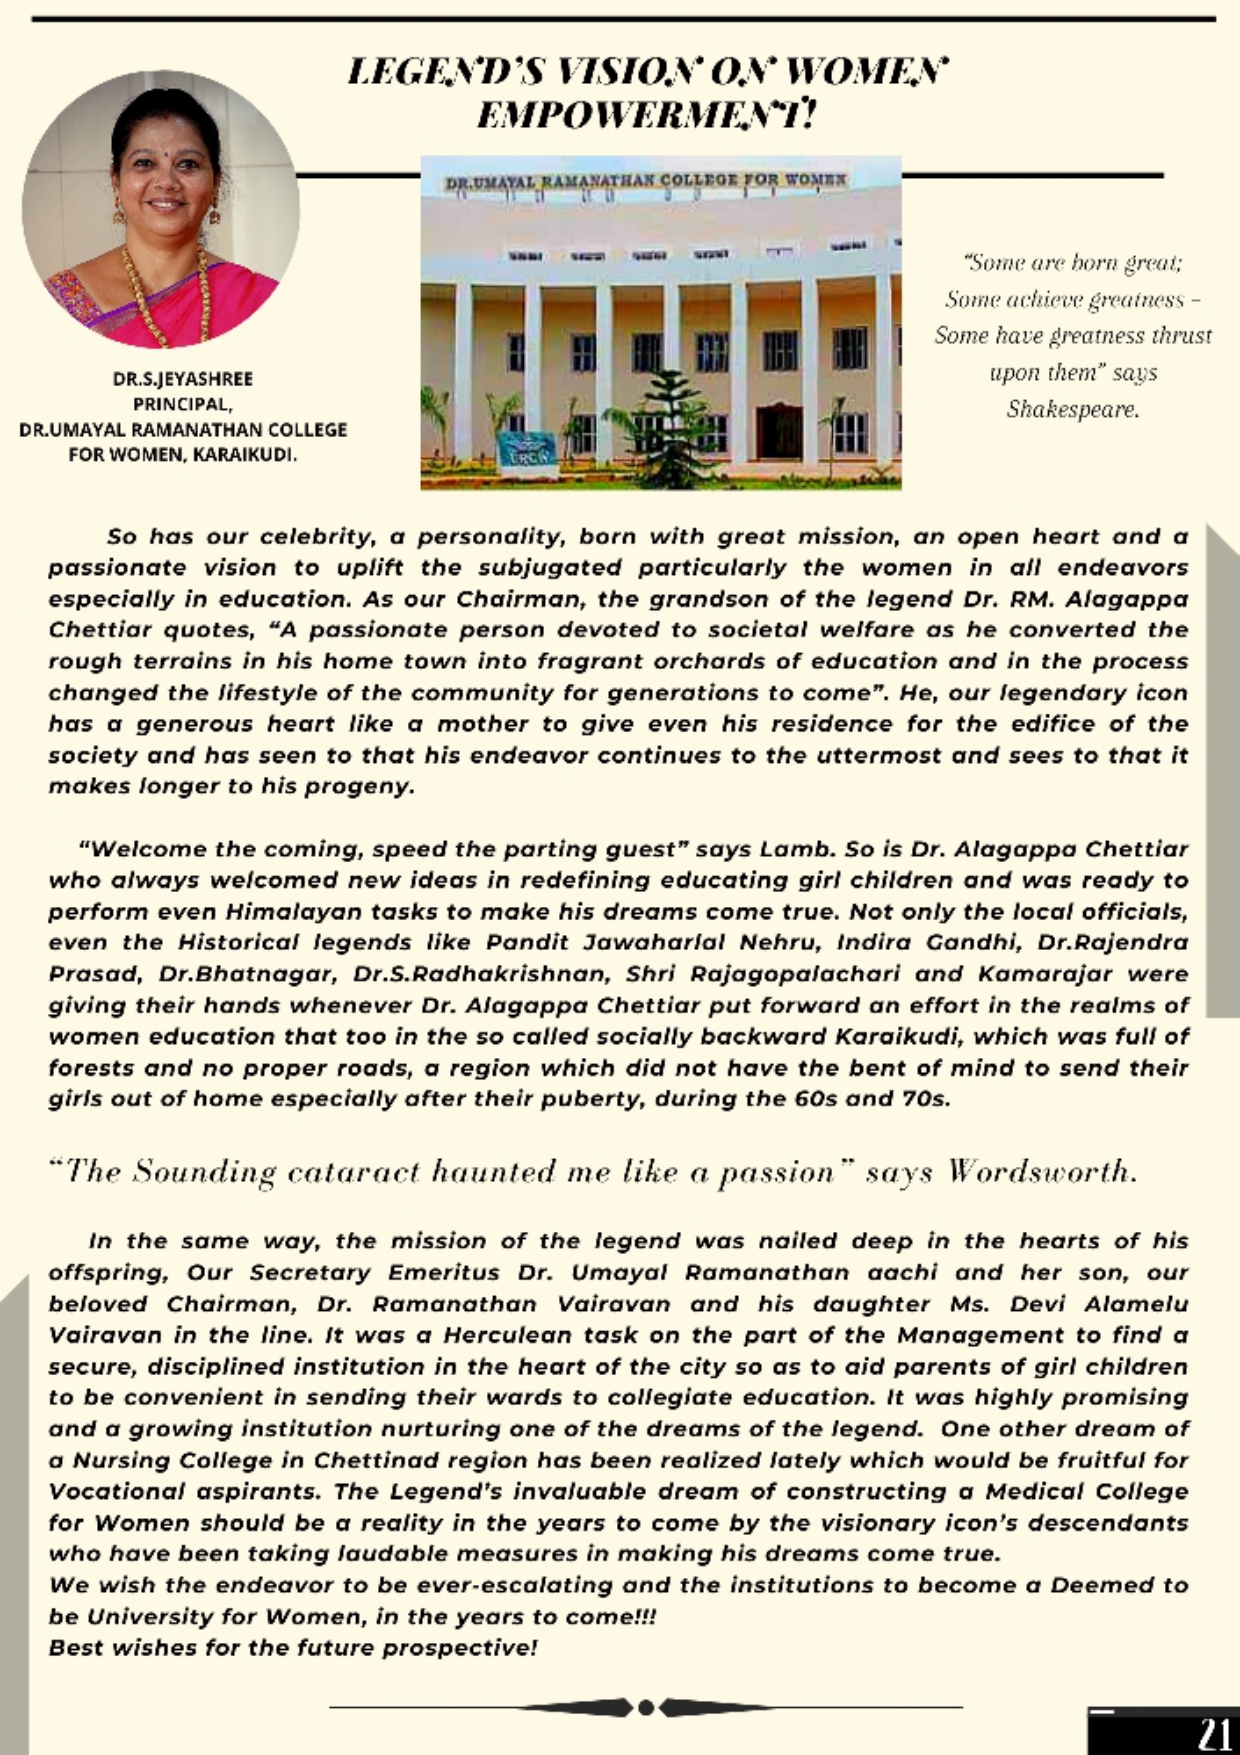 LEGEND'S VISION ON WOMEN
EMPOWERMENT!
DR.UMAYAL RAMANATHAN COLLEGE FOR WOMEN
URCW
"Some are born great;
Some achieve greatness –
Some have greatness thrust
upon them" says
Shakespeare.
DR.S.JEYASHREE
PRINCIPAL,
DR.UMAYAL RAMANATHAN COLLEGE
FOR WOMEN, KARAIKUDI.
So has our celebrity, a personality, born with great mission, an open heart and a
passionate vision to uplift the subjugated particularly the women in all endeavors
especially in education. As our Chairman, the grandson of the legend Dr. RM. Alagappa
Chettiar quotes, "A passionate person devoted to societal welfare as he converted the
rough terrains in his home town into fragrant orchards of education and in the process
changed the lifestyle of the community for generations to come". He, our legendary icon
has a generous heart like a mother to give even his residence for the edifice of the
society and has seen to that his endeavor continues to the uttermost and sees to that it
makes longer to his progeny.
"Welcome the coming, speed the parting guest" says Lamb. So is Dr. Alagappa Chettiar
who always welcomed new ideas in redefining educating girl children and was ready to
perform even Himalayan tasks to make his dreams come true. Not only the local officials,
even the Historical legends like Pandit Jawaharlal Nehru, Indira Gandhi, Dr.Rajendra
Prasad, Dr.Bhatnagar, Dr.S.Radhakrishnan, Shri Rajagopalachari and Kamarajar were
giving their hands whenever Dr. Alagappa Chettiar put forward an effort in the realms of
women education that too in the so called socially backward Karaikudi, which was full of
forests and no proper roads, a region which did not have the bent of mind to send their
girls out of home especially after their puberty, during the 60s and 70s.
"The Sounding cataract haunted me like a passion" says Wordsworth.
In the same way, the mission of the legend was nailed deep in the hearts of his
offspring, Our Secretary Emeritus Dr. Umayal Ramanathan aachi and her son, our
beloved Chairman, Dr. Ramanathan Vairavan and his daughter Ms. Devi Alamelu
Vairavan in the line. It was a Herculean task on the part of the Management to find a
secure, disciplined institution in the heart of the city so as to aid parents of girl children
to be convenient in sending their wards to collegiate education. It was highly promising
and a growing institution nurturing one of the dreams of the legend. One other dream of
a Nursing College in Chettinad region has been realized lately which would be fruitful for
Vocational aspirants. The Legend's invaluable dream of constructing a Medical College
for Women should be a reality in the years to come by the visionary icon's descendants
who have been taking laudable measures in making his dreams come true.
We wish the endeavor to be ever-escalating and the institutions to become a Deemed to
be University for Women, in the years to come!!!
Best wishes for the future prospective!
21